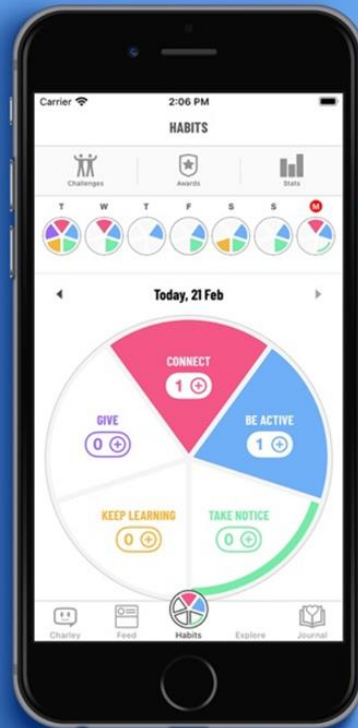 Carrier 2:06 PM
HABITS
Challenges Awards Stats
T W T F S S M
Today, 21 Feb
CONNECT
1
GIVE
0
BE ACTIVE
1
KEEP LEARNING
0
TAKE NOTICE
0
Charley Feed Habits Explore Journal